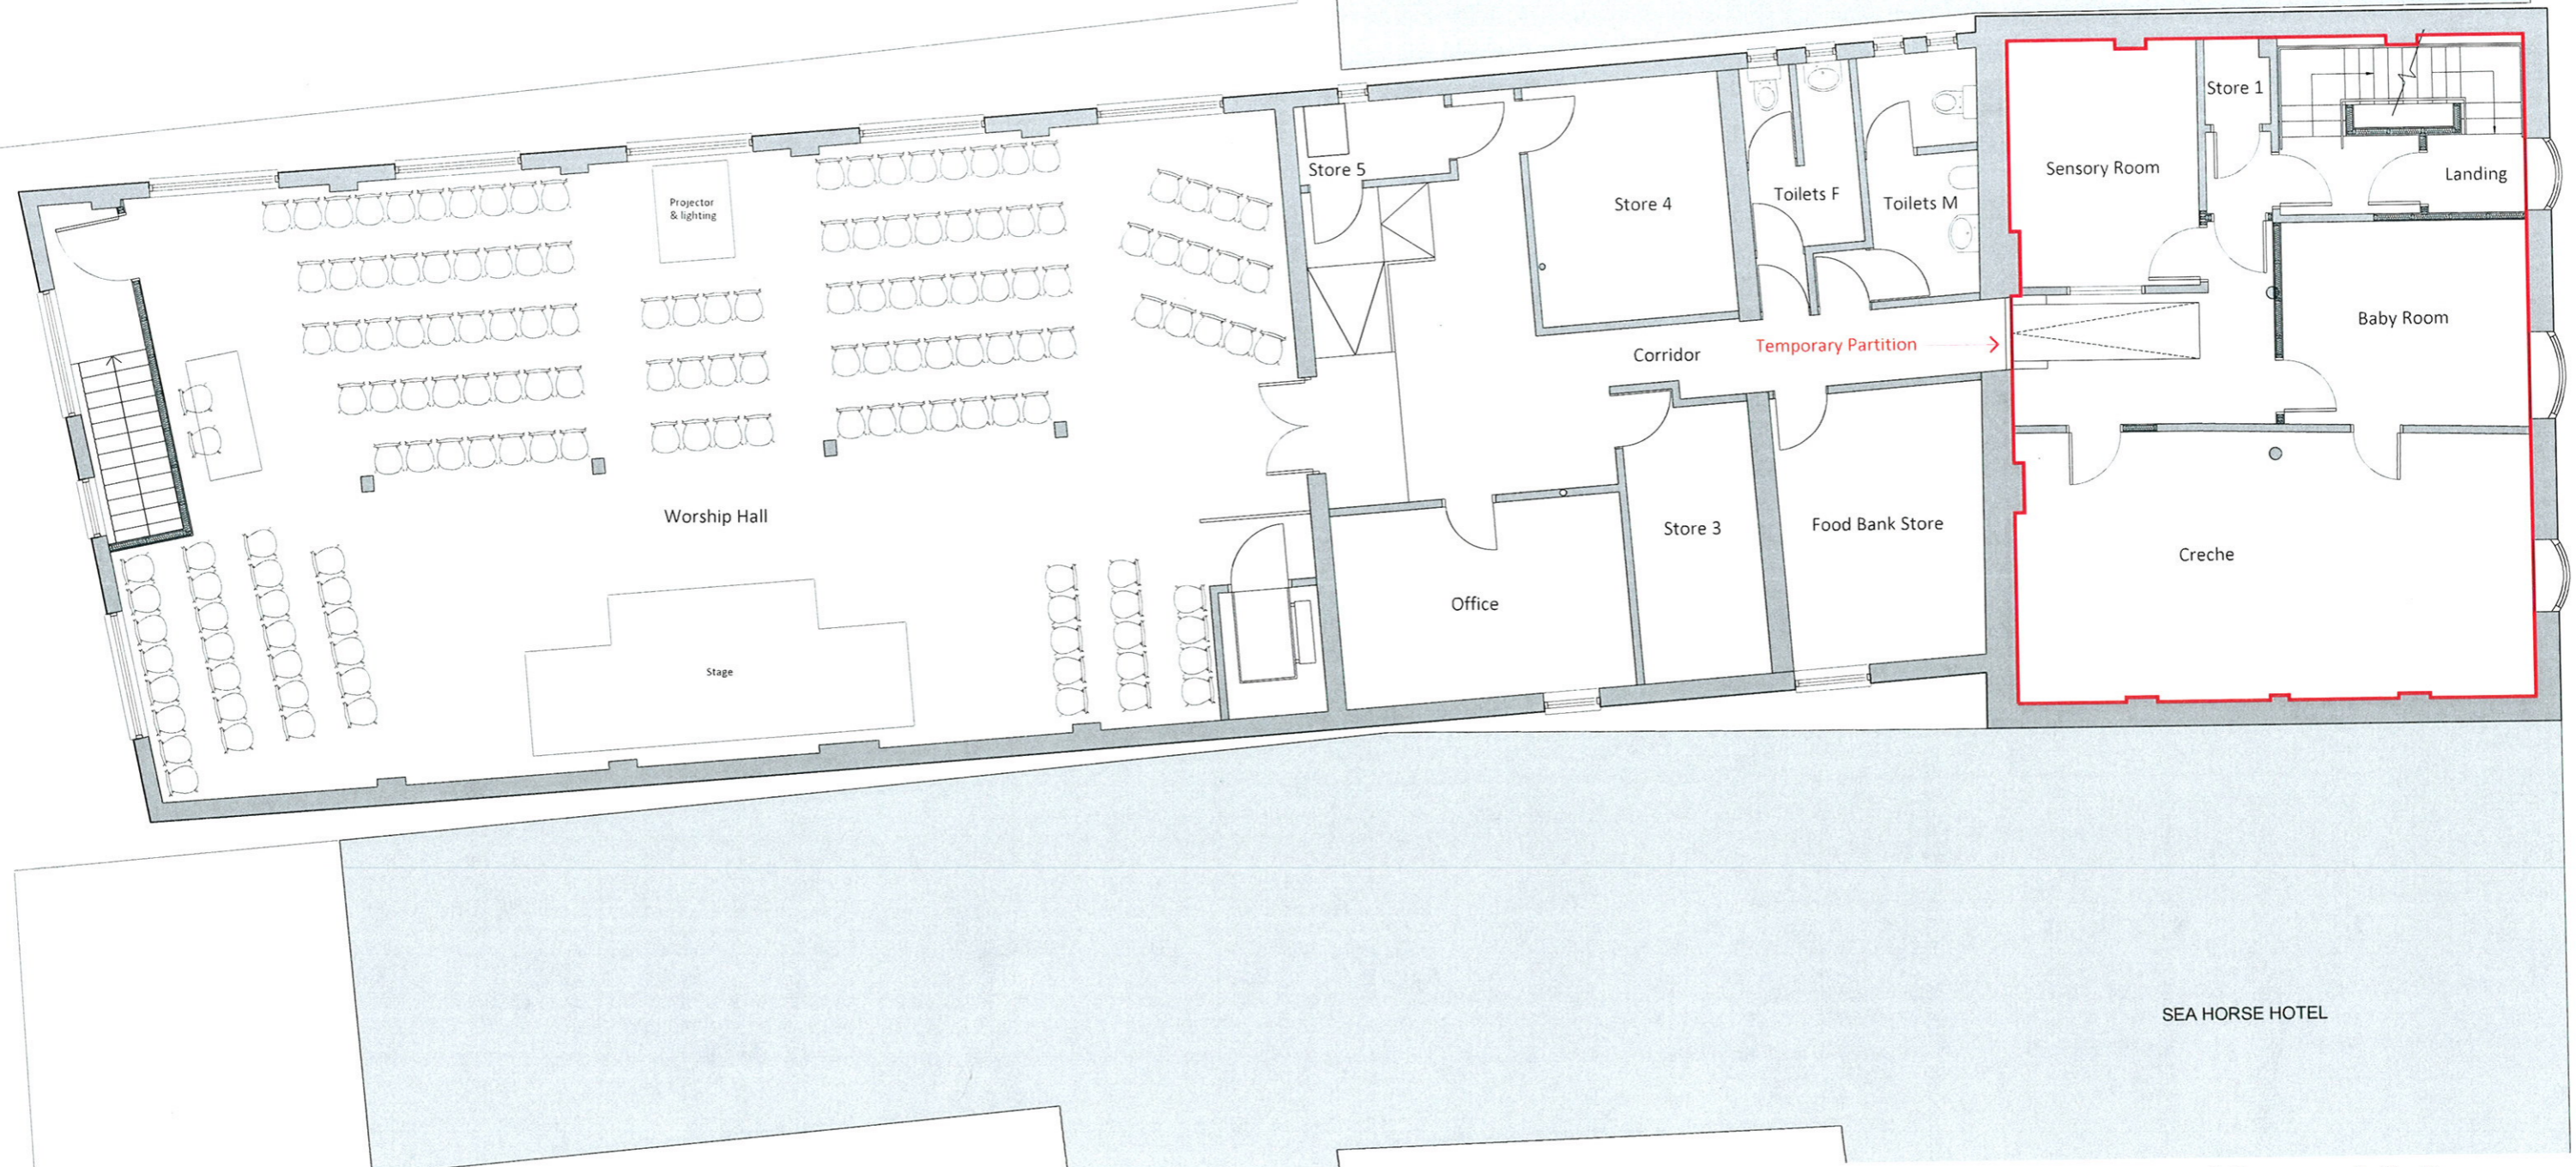 Store 1
Sensory Room
Landing
Projector
& lighting
Store 5
Store 4
Toilets F
Toilets M
Baby Room
Corridor
Temporary Partition
Worship Hall
Store 3
Food Bank Store
Creche
Office
Stage
SEA HORSE HOTEL